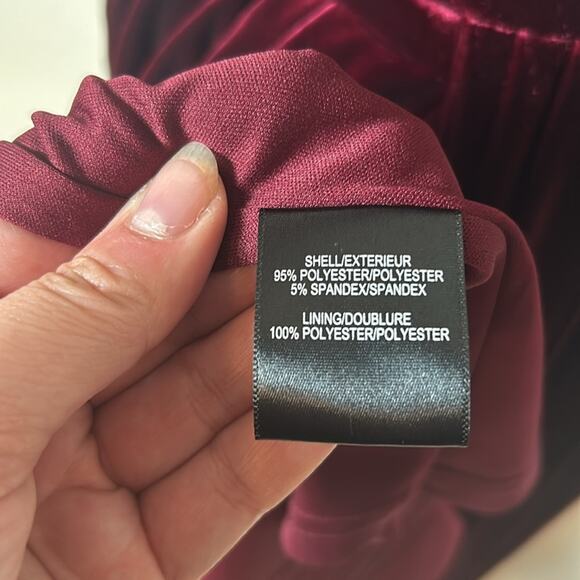 SHELL/EXTERIEUR
95% POLYESTER/POLYESTER
5% SPANDEX/SPANDEX
LINING/DOUBLURE
100% POLYESTER/POLYESTER